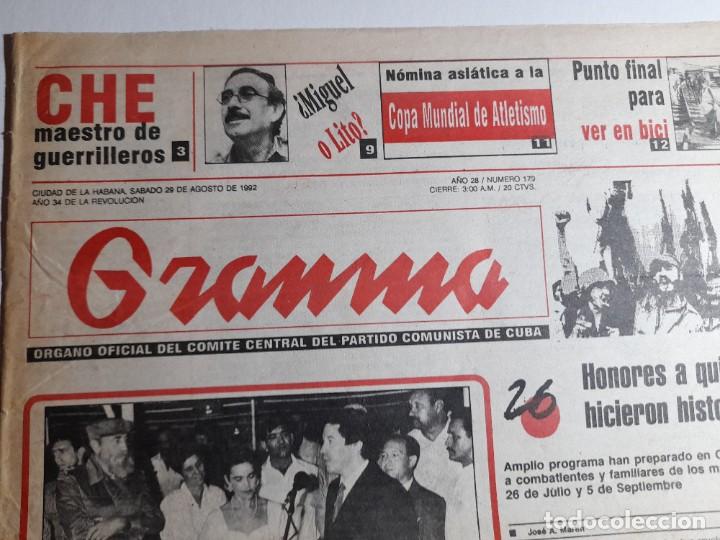 CHE
maestro de
guerrilleros 3
¿Miguel
o Lito?
9
Nómina asiática a la
Copa Mundial de Atletismo
11
Punto final
para
ver en bici
12
CIUDAD DE LA HABANA, SABADO 29 DE AGOSTO DE 1992
AÑO 34 DE LA REVOLUCION
AÑO 28 / NUMERO 179
CIERRE: 3:00 A.M. / 20 CTVS.
Granma
ORGANO OFICIAL DEL COMITE CENTRAL DEL PARTIDO COMUNISTA DE CUBA
26
Honores a
hicieron
Amplio programa han preparado en
a combatientes y familiares de los
26 de Julio y 5 de Septiembre
José A.
todocoleccion